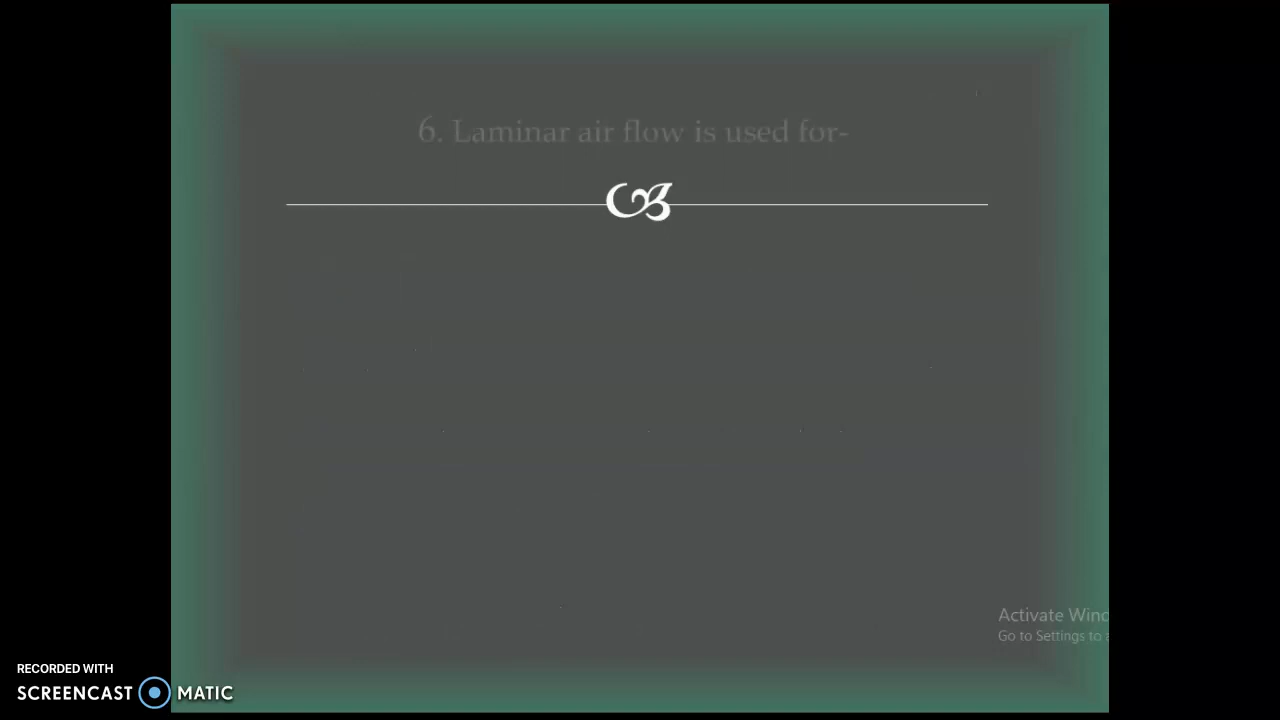 6. Laminar air flow is used for-
Activate Wind
Go to Settings to a
RECORDED WITH
SCREENCAST MATIC